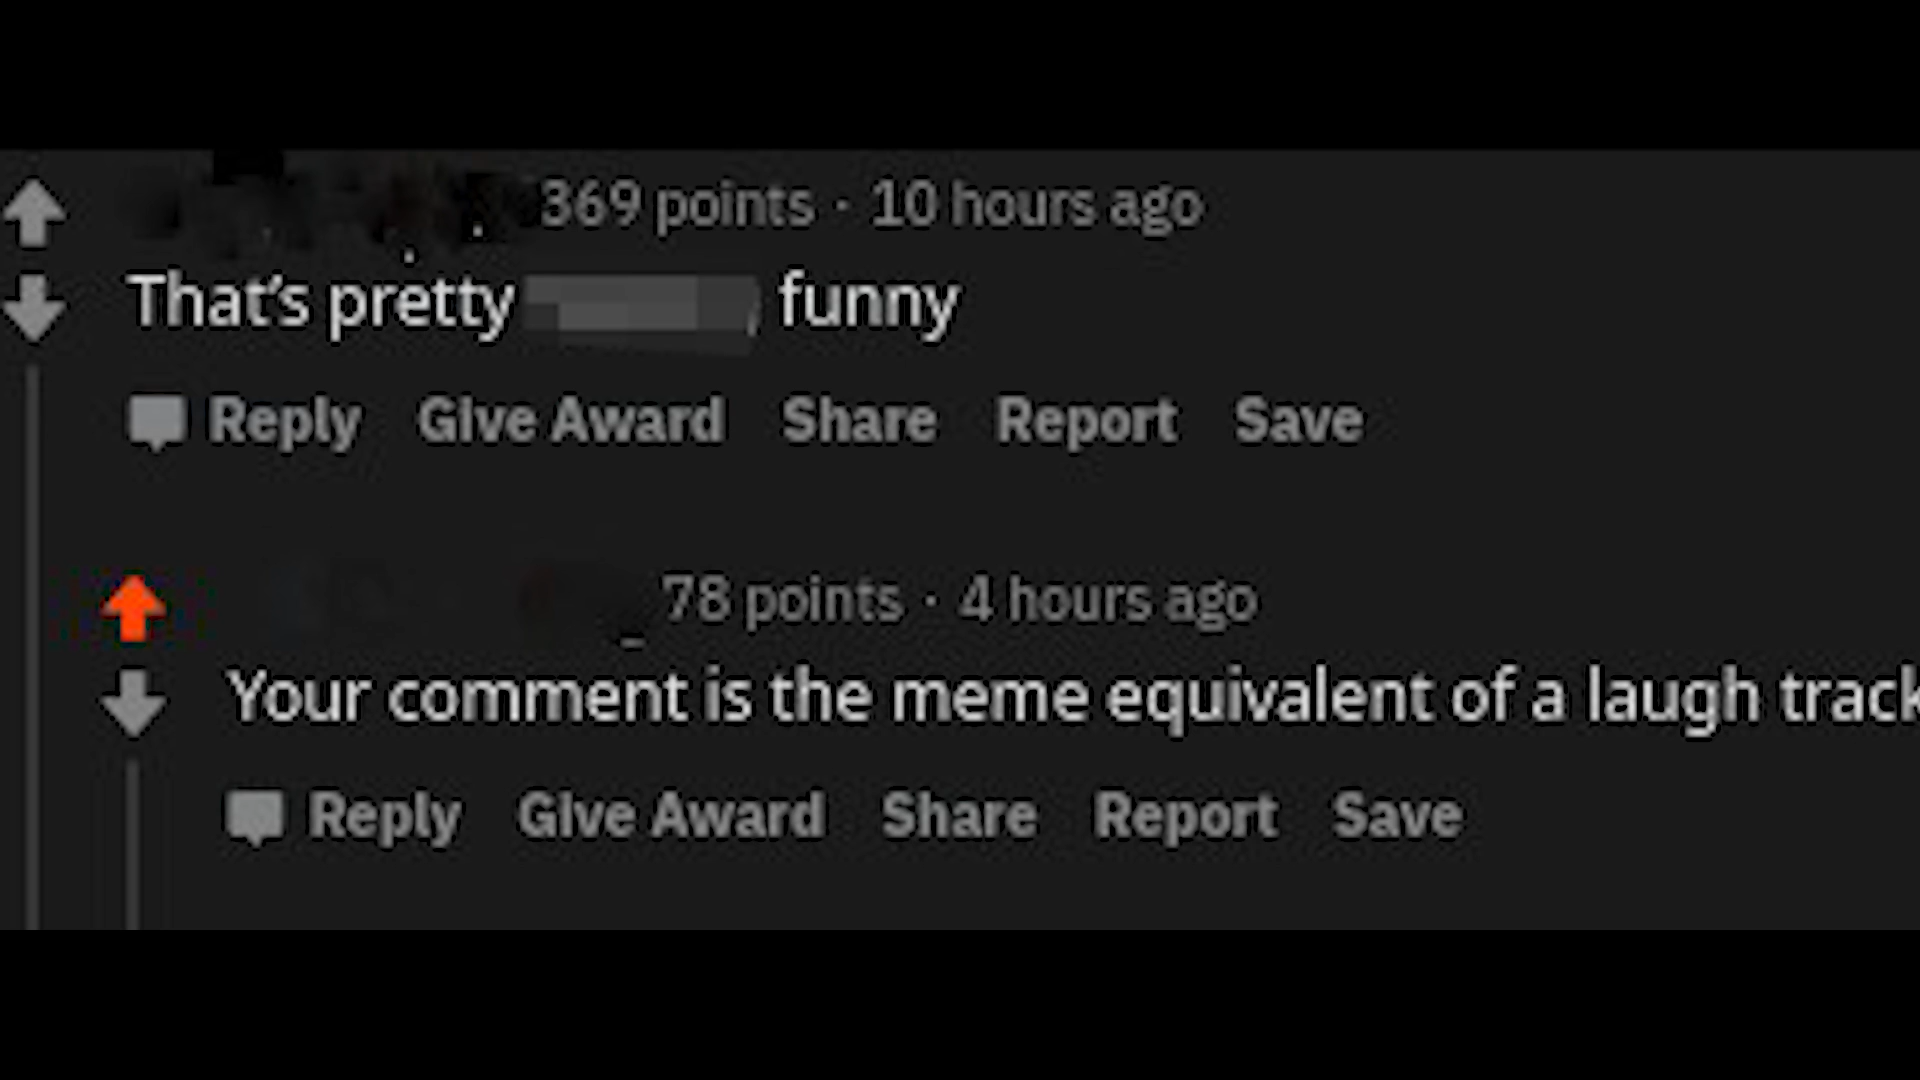 369 points · 10 hours ago
That's pretty funny
Reply Give Award Share Report Save
78 points · 4 hours ago
Your comment is the meme equivalent of a laugh track
Reply Give Award Share Report Save